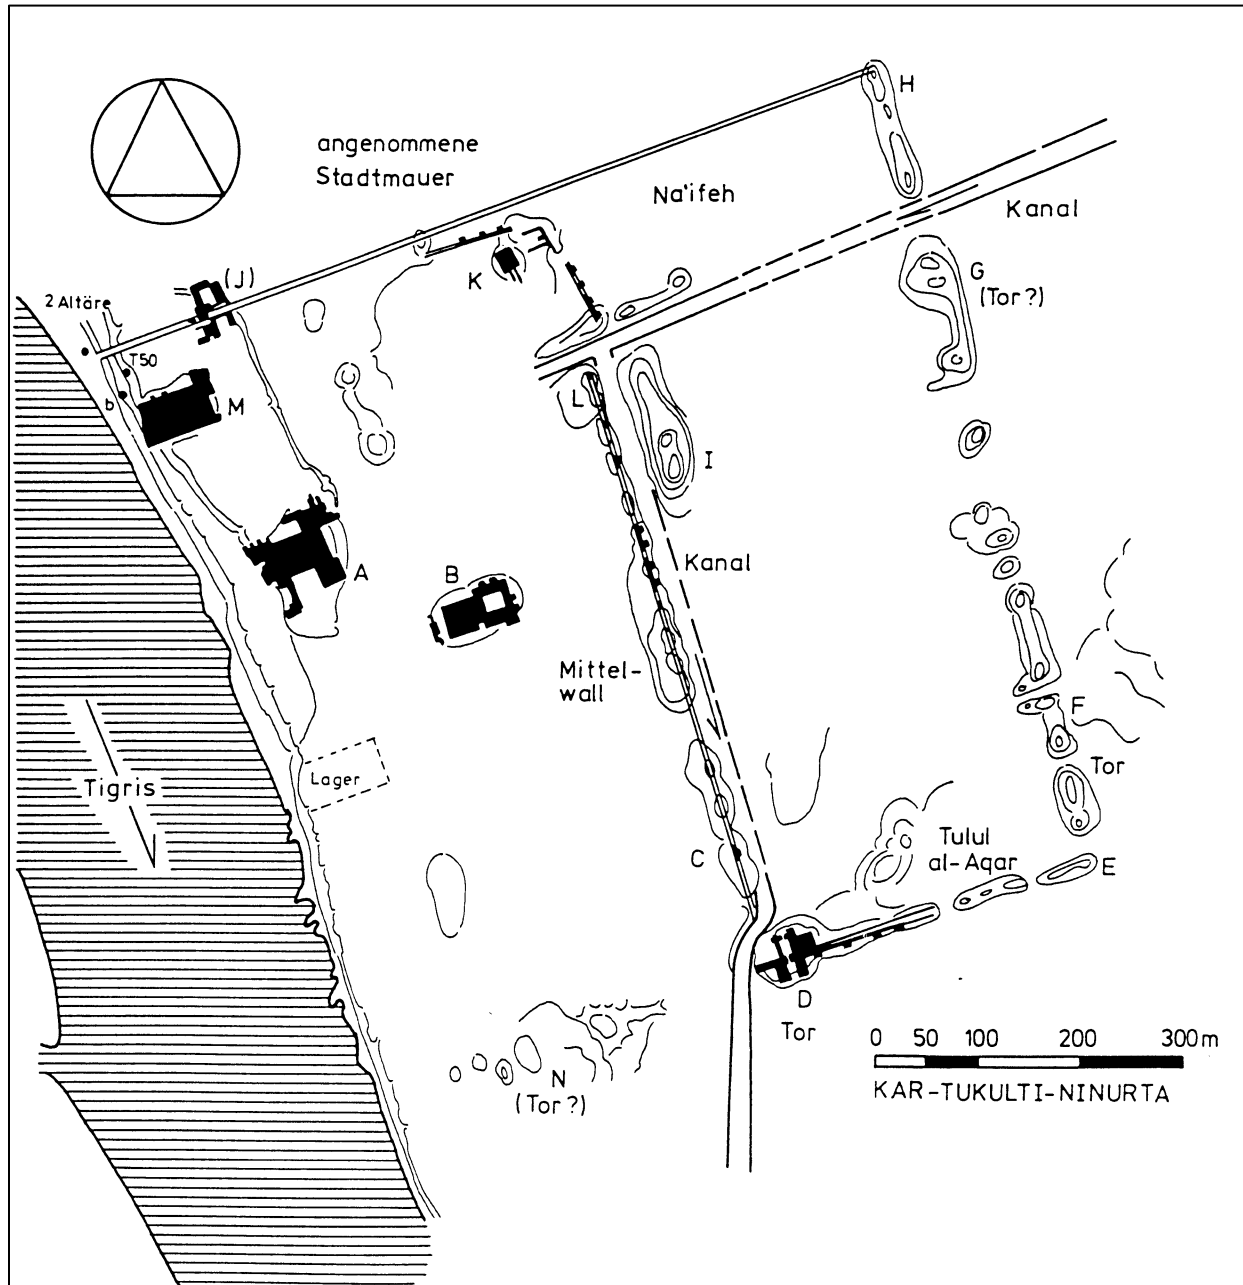 H
angenommene
Stadtmauer
Na'ifeh
Kanal
K
G
(Tor ?)
(J)
2 Altäre
T50
b
M
L
I
A
B
Kanal
Mittel-
wall
F
Tor
Lager
Tigris
C
Tulul
al-Aqar
E
D
Tor
N
(Tor ?)
0 50 100 200 300m
KAR-TUKULTI-NINURTA